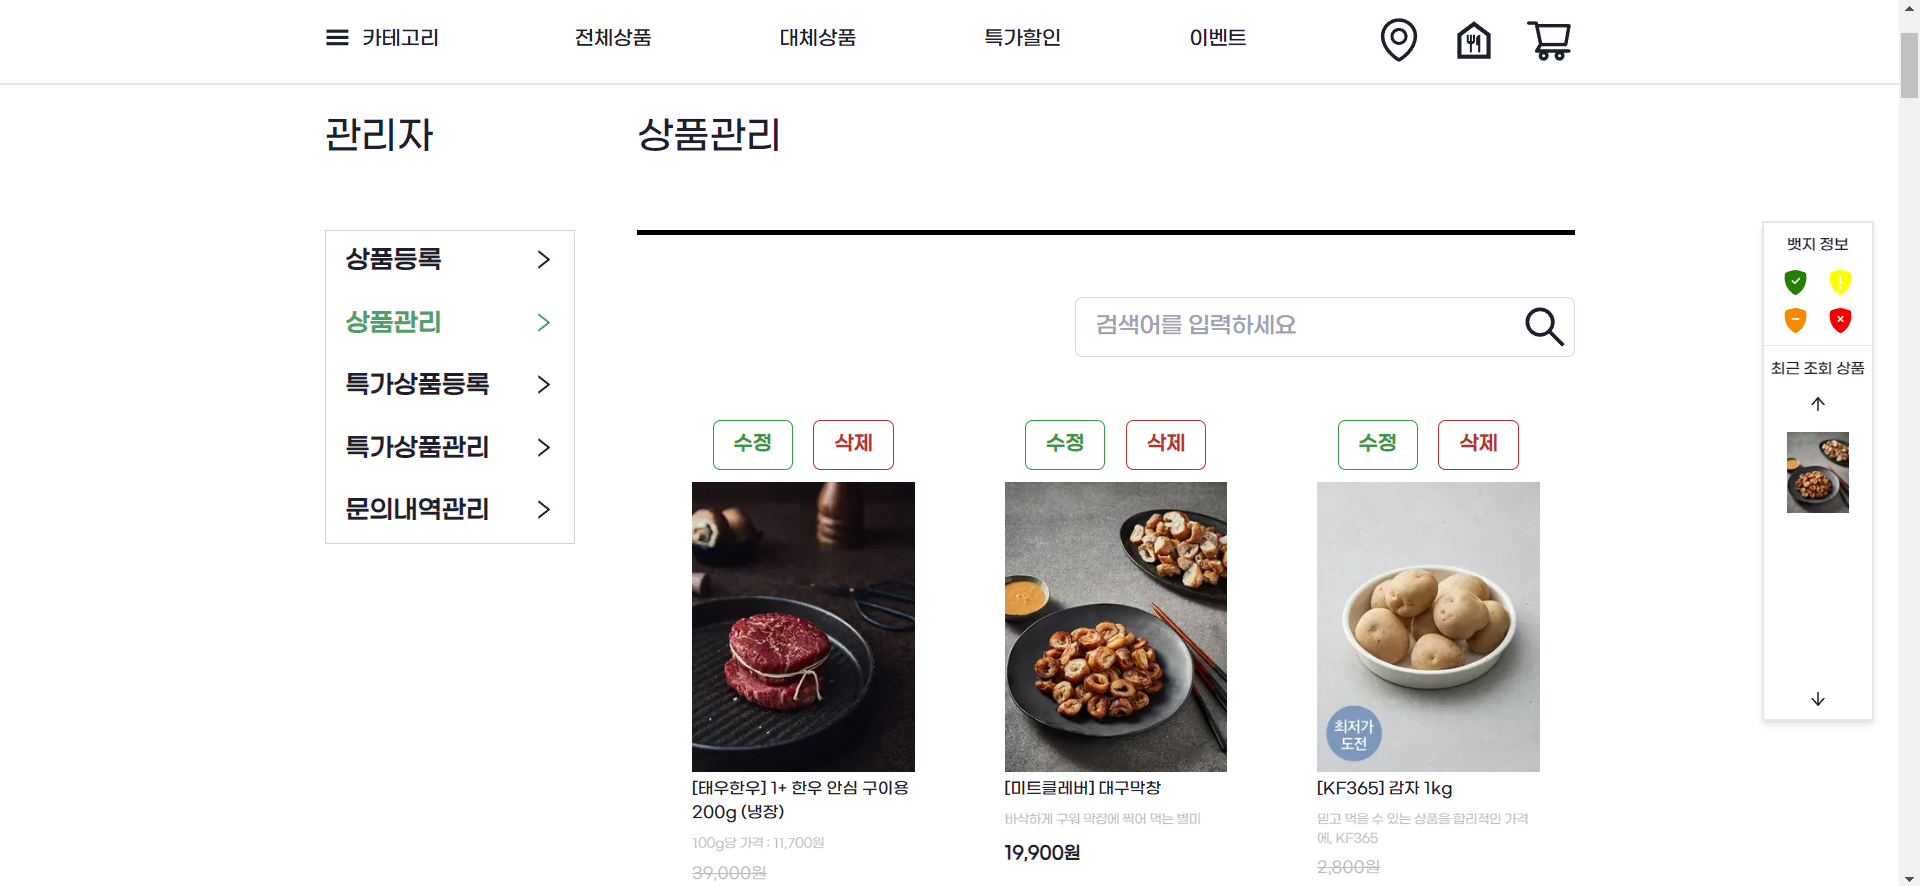 카테고리
전체상품
대체상품
특가할인
이벤트
관리자
상품관리
상품등록
상품관리
특가상품등록
특가상품관리
문의내역관리
검색어를 입력하세요
수정
삭제
수정
삭제
수정
삭제
최저가
도전
[태우한우] 1+ 한우 안심 구이용
200g (냉장)
100g당 가격 : 11,700원
39,000원
[미트클레버] 대구막창
바삭하게 구워 막장에 찍어 먹는 별미
19,900원
[KF365] 감자 1kg
믿고 먹을 수 있는 상품을 합리적인 가격
에, KF365
2,800원
뱃지 정보
최근 조회 상품